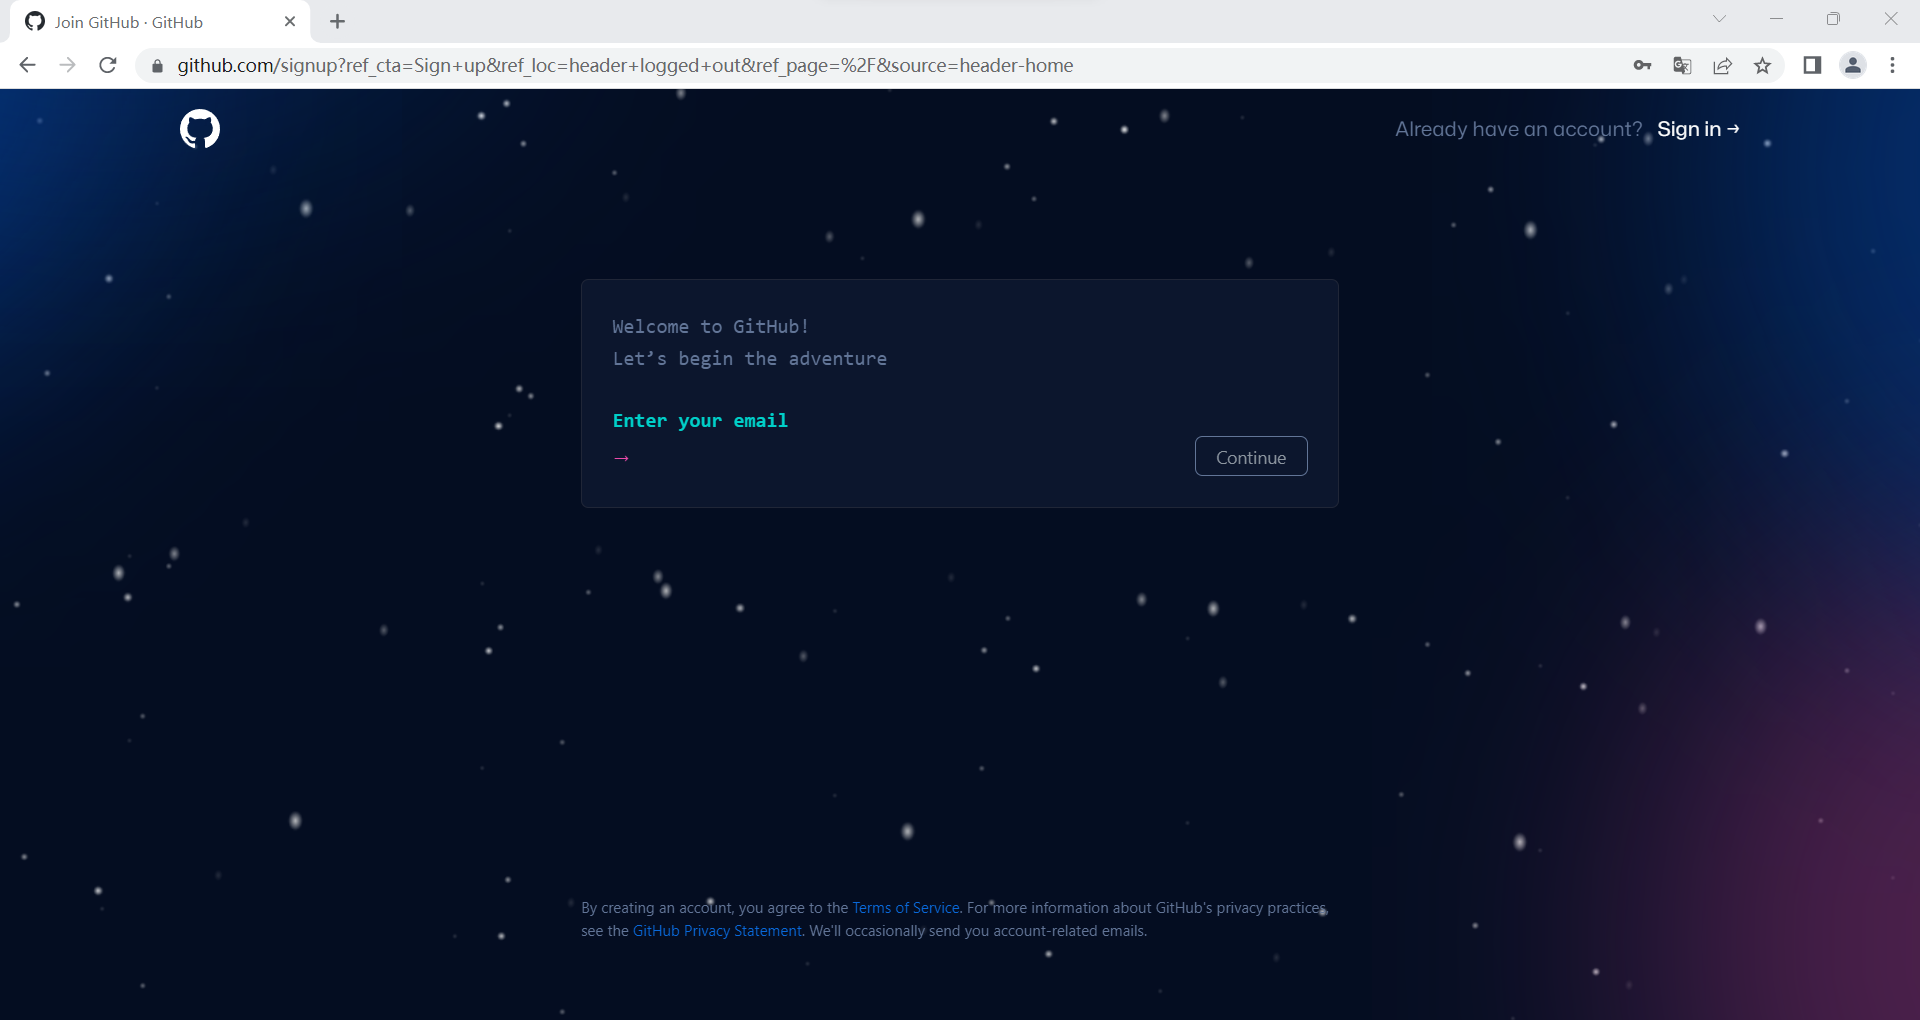 Join GitHub · GitHub
github.com/signup?ref_cta=Sign+up&ref_loc=header+logged+out&ref_page=%2F&source=header-home
Already have an account? Sign in →
Welcome to GitHub!
Let’s begin the adventure
Enter your email
→
Continue
By creating an account, you agree to the Terms of Service. For more information about GitHub's privacy practices,
see the GitHub Privacy Statement. We'll occasionally send you account-related emails.